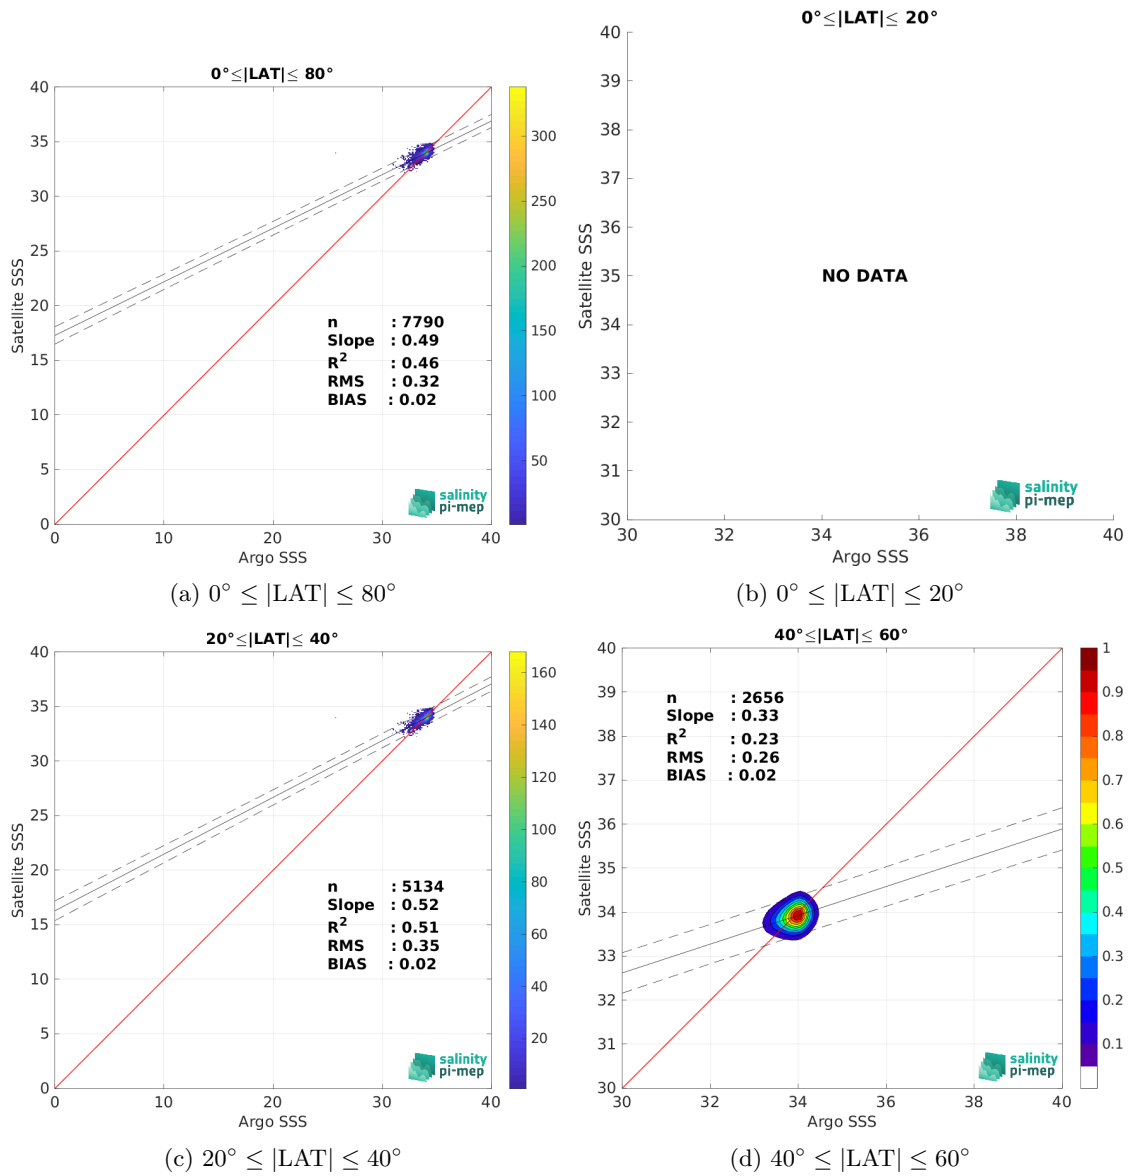 0°≤|LAT|≤ 80°
40
35
30
25
20
15
10
5
0
0
10
20
30
40
Satellite SSS
Argo SSS
n : 7790
Slope : 0.49
R² : 0.46
RMS : 0.32
BIAS : 0.02
salinity
pi-mep
300
250
200
150
100
50
(a) 0° ≤ |LAT| ≤ 80°
0°≤|LAT|≤ 20°
40
39
38
37
36
35
34
33
32
31
30
30
32
34
36
38
40
Satellite SSS
Argo SSS
NO DATA
salinity
pi-mep
(b) 0° ≤ |LAT| ≤ 20°
20°≤|LAT|≤ 40°
40
35
30
25
20
15
10
5
0
0
10
20
30
40
Satellite SSS
Argo SSS
n : 5134
Slope : 0.52
R² : 0.51
RMS : 0.35
BIAS : 0.02
salinity
pi-mep
160
140
120
100
80
60
40
20
(c) 20° ≤ |LAT| ≤ 40°
40°≤|LAT|≤ 60°
40
39
38
37
36
35
34
33
32
31
30
30
32
34
36
38
40
Satellite SSS
Argo SSS
n : 2656
Slope : 0.33
R² : 0.23
RMS : 0.26
BIAS : 0.02
salinity
pi-mep
1
0.9
0.8
0.7
0.6
0.5
0.4
0.3
0.2
0.1
(d) 40° ≤ |LAT| ≤ 60°